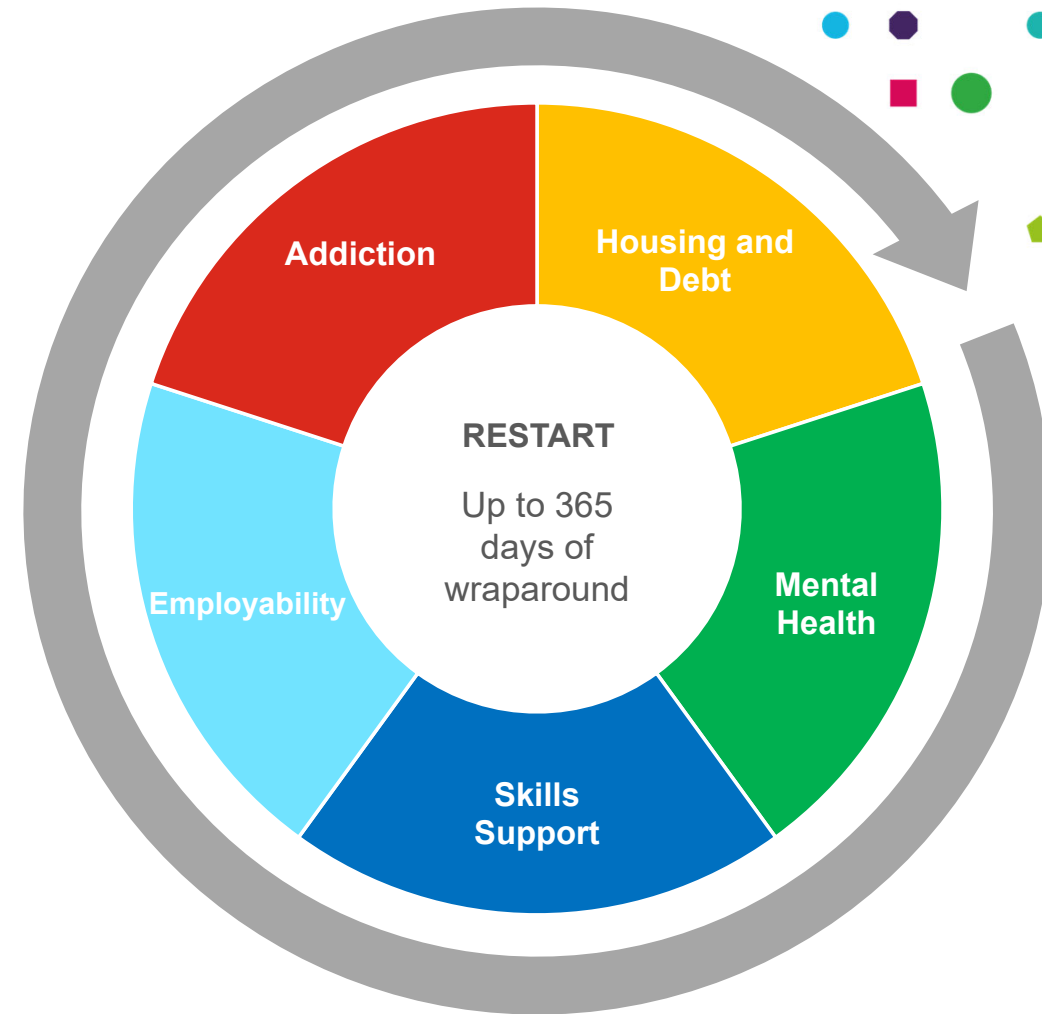 Addiction
Housing and
Debt
RESTART
Up to 365
days of
wraparound
Mental
Health
Employability
Skills
Support